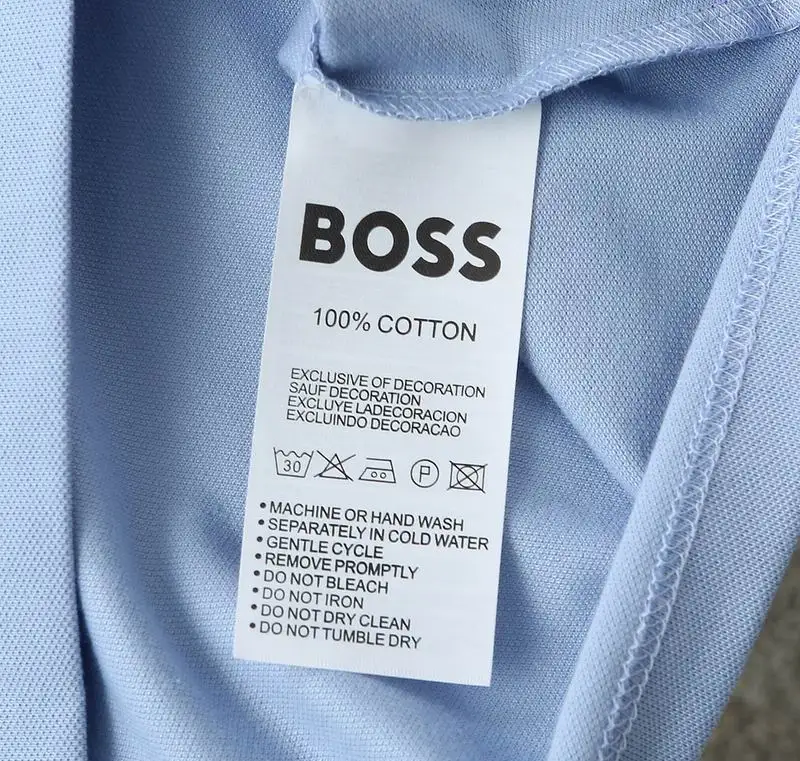 BOSS
100% COTTON
EXCLUSIVE OF DECORATION
SAUF DECORATION
EXCLUYE LADECORACION
EXCLUINDO DECORACAO
30 P
• MACHINE OR HAND WASH
• SEPARATELY IN COLD WATER
• GENTLE CYCLE
• REMOVE PROMPTLY
• DO NOT BLEACH
• DO NOT IRON
• DO NOT DRY CLEAN
• DO NOT TUMBLE DRY